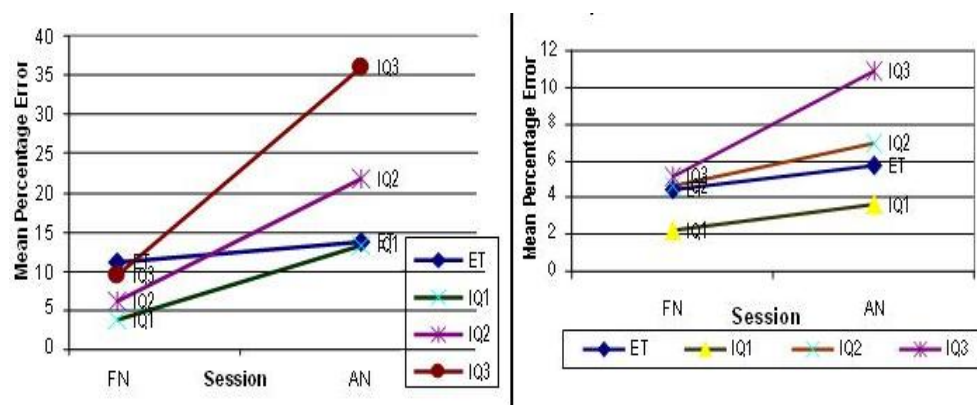 Mean Percentage Error
40
35
30
25
20
15
10
5
0
IQ3
IQ2
ET
IQ1
ET
IQ3
IQ2
IQ1
FN
Session
AN
ET
IQ1
IQ2
IQ3
Mean Percentage Error
12
10
8
6
4
2
0
IQ3
IQ2
ET
IQ1
IQ3
IQ2
ET
IQ1
FN
Session
AN
ET
IQ1
IQ2
IQ3